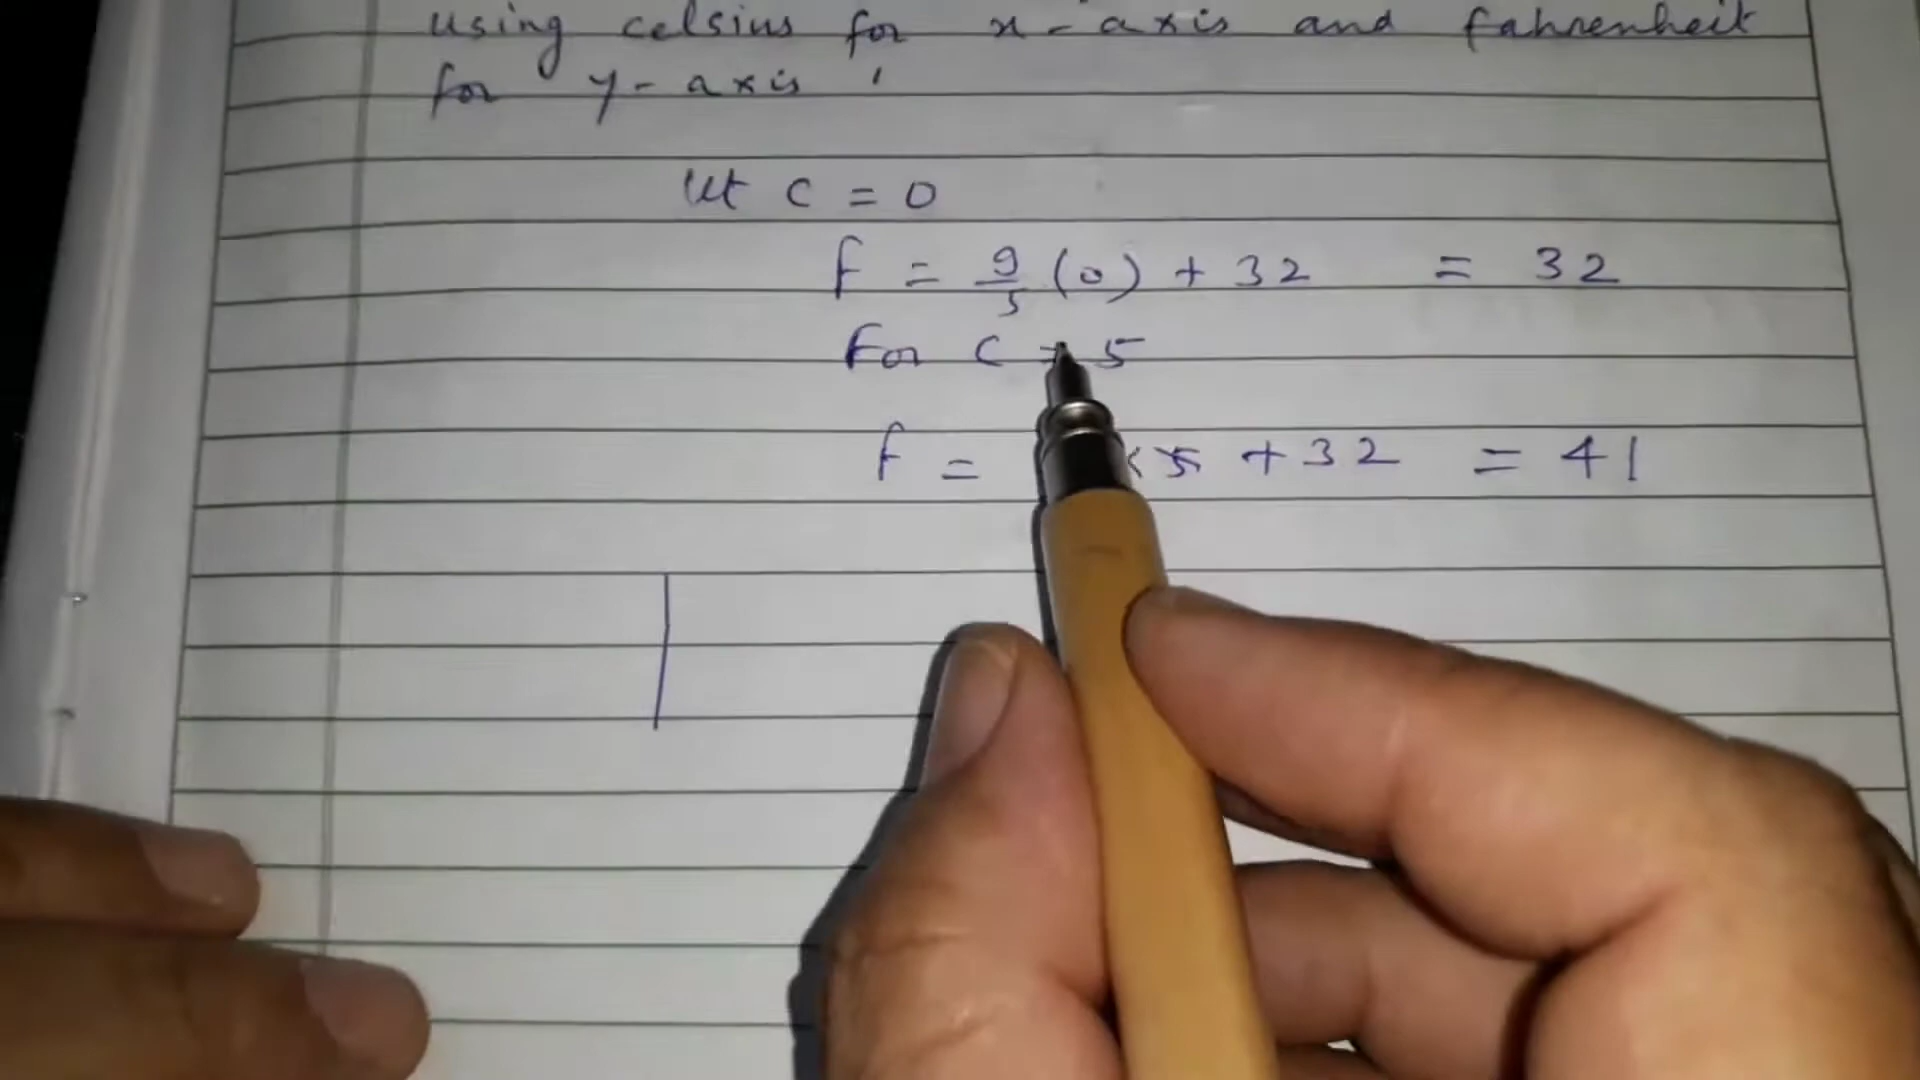 using celsius for x-axis and fahrenheit
for y-axis
let C = 0
F = 9/5 (0) + 32 = 32
For C = 5
F = x5 + 32 = 41